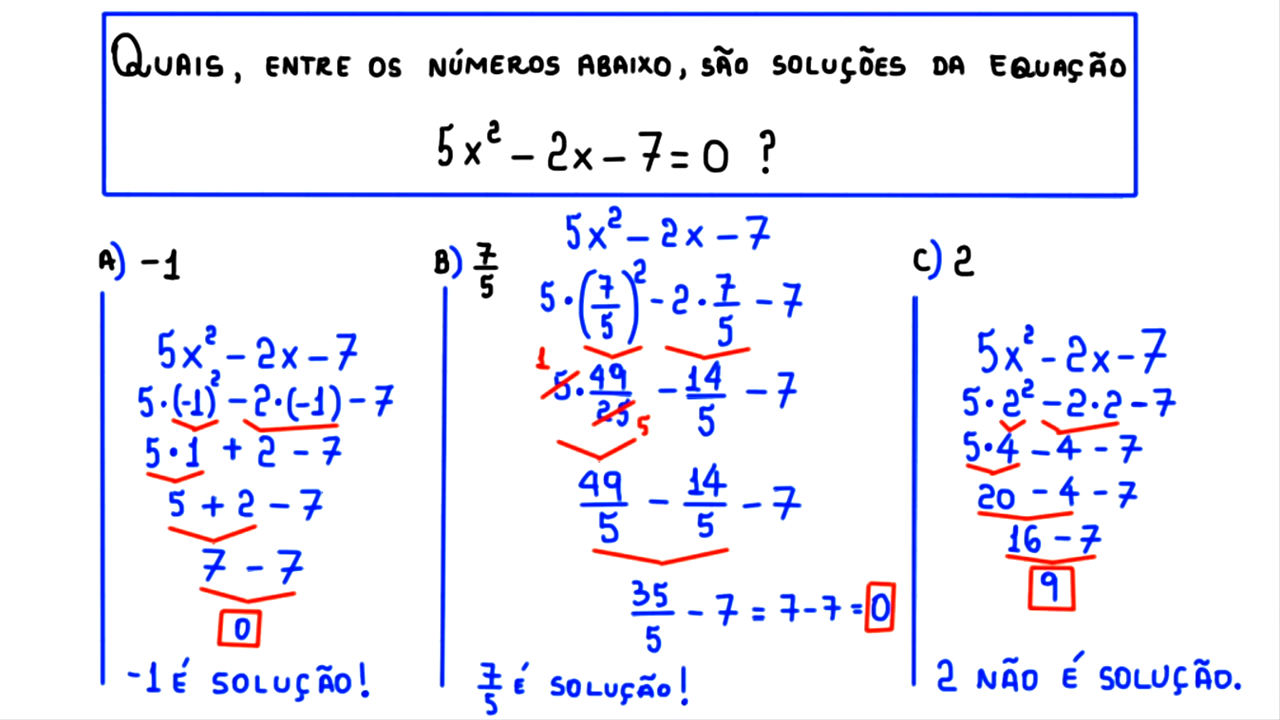 QUAIS, ENTRE OS NÚMEROS ABAIXO, SÃO SOLUÇÕES DA EQUAÇÃO
5x² - 2x - 7 = 0 ?
A) -1
5x² - 2x - 7
5·(-1)² - 2·(-1) - 7
5·1 + 2 - 7
5 + 2 - 7
7 - 7
0
-1 É SOLUÇÃO!
B) 7/5
5x² - 2x - 7
5·(7/5)² - 2·7/5 - 7
1 5·49/25 5 - 14/5 - 7
49/5 - 14/5 - 7
35/5 - 7 = 7 - 7 = 0
7/5 É SOLUÇÃO!
C) 2
5x² - 2x - 7
5·2² - 2·2 - 7
5·4 - 4 - 7
20 - 4 - 7
16 - 7
9
2 NÃO É SOLUÇÃO.